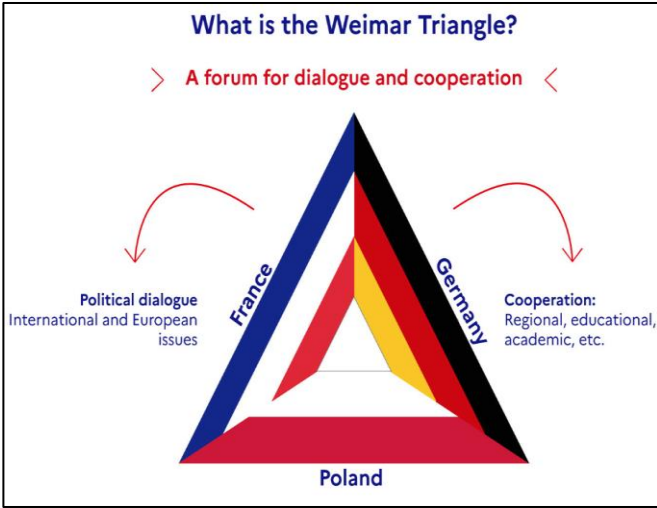 What is the Weimar Triangle?
A forum for dialogue and cooperation
France
Germany
Political dialogue
International and European
issues
Cooperation:
Regional, educational,
academic, etc.
Poland